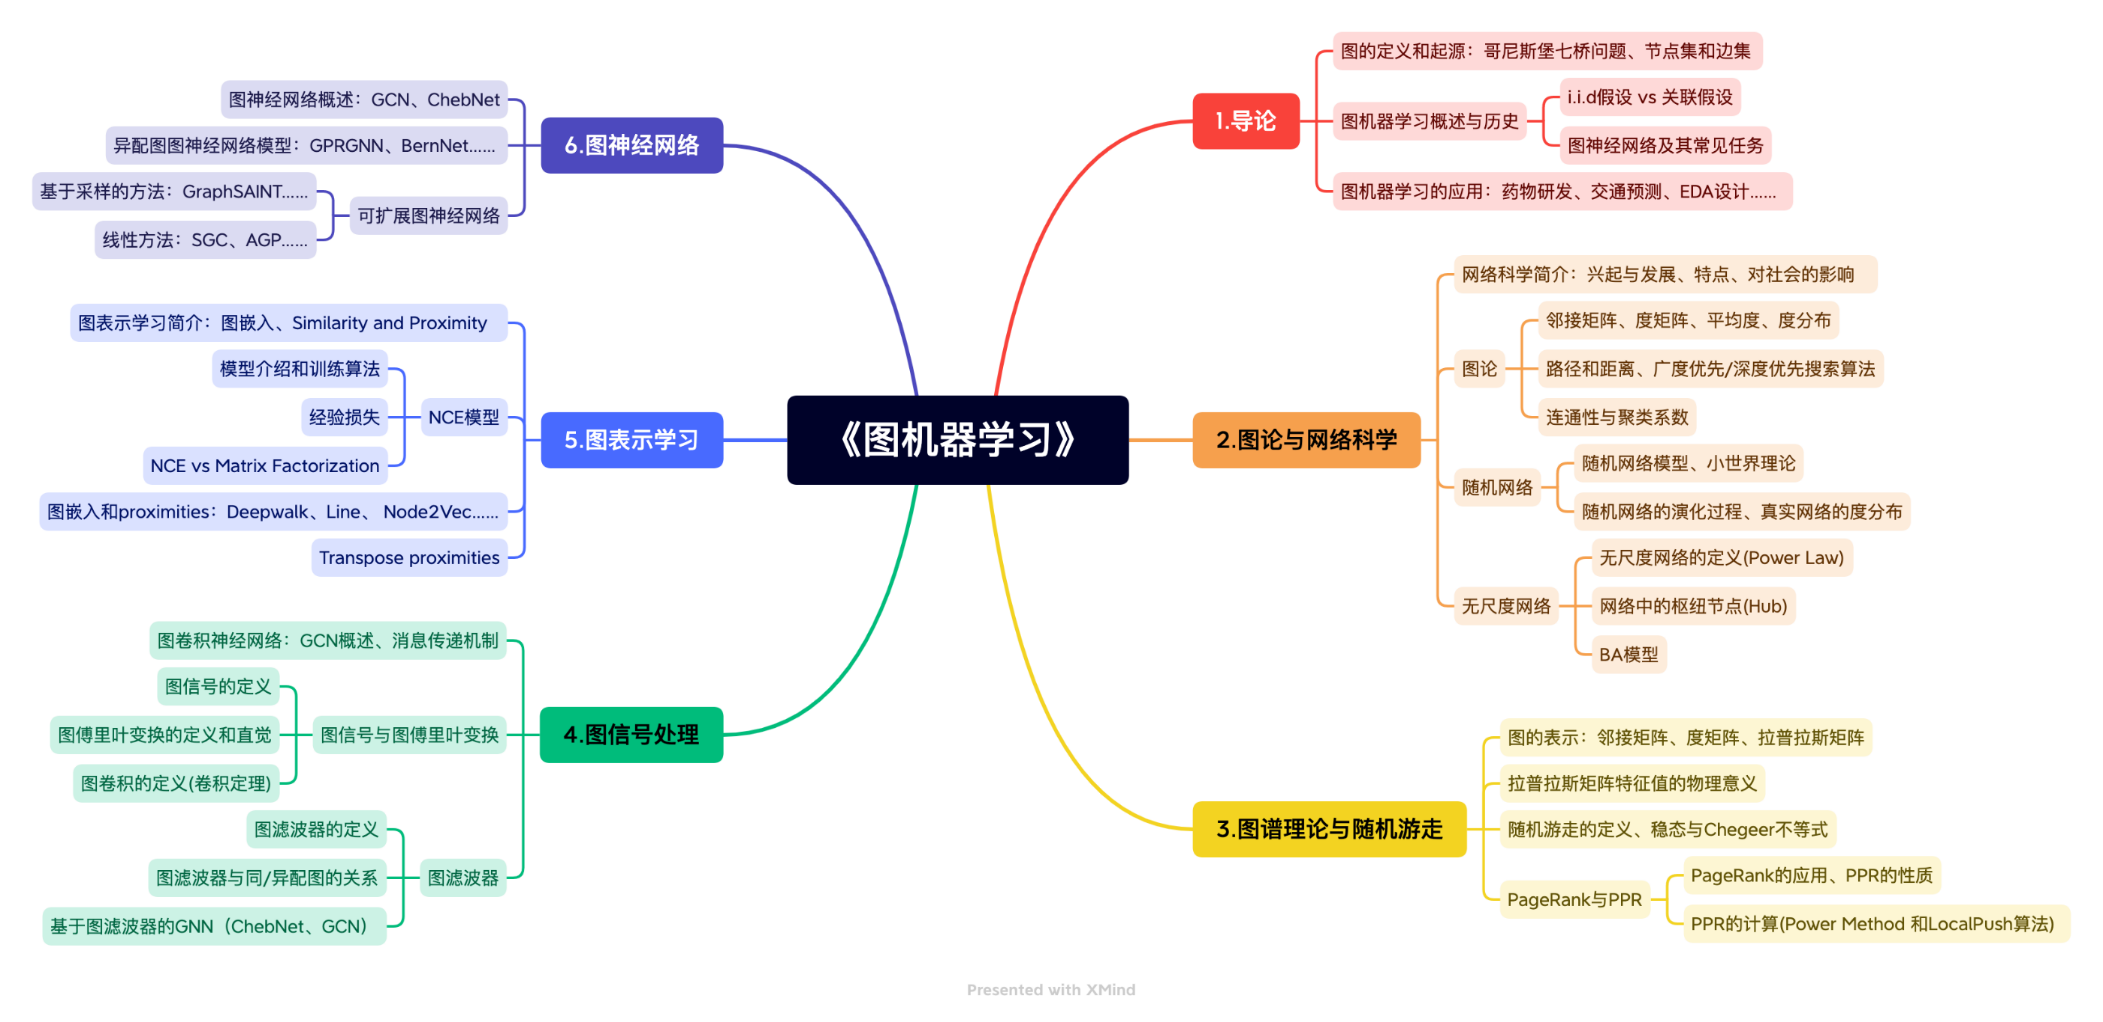 《图机器学习》
1.导论
图的定义和起源：哥尼斯堡七桥问题、节点集和边集
图机器学习概述与历史
i.i.d假设 vs 关联假设
图神经网络及其常见任务
图机器学习的应用：药物研发、交通预测、EDA设计......
2.图论与网络科学
网络科学简介：兴起与发展、特点、对社会的影响
图论
邻接矩阵、度矩阵、平均度、度分布
路径和距离、广度优先/深度优先搜索算法
连通性与聚类系数
随机网络
随机网络模型、小世界理论
随机网络的演化过程、真实网络的度分布
无尺度网络
无尺度网络的定义(Power Law)
网络中的枢纽节点(Hub)
BA模型
3.图谱理论与随机游走
图的表示：邻接矩阵、度矩阵、拉普拉斯矩阵
拉普拉斯矩阵特征值的物理意义
随机游走的定义、稳态与Chegeer不等式
PageRank与PPR
PageRank的应用、PPR的性质
PPR的计算(Power Method 和LocalPush算法)
4.图信号处理
图卷积神经网络：GCN概述、消息传递机制
图信号与图傅里叶变换
图信号的定义
图傅里叶变换的定义和直觉
图卷积的定义(卷积定理)
图滤波器
图滤波器的定义
图滤波器与同/异配图的关系
基于图滤波器的GNN（ChebNet、GCN）
5.图表示学习
图表示学习简介：图嵌入、Similarity and Proximity
NCE模型
模型介绍和训练算法
经验损失
NCE vs Matrix Factorization
图嵌入和proximities：Deepwalk、Line、 Node2Vec......
Transpose proximities
6.图神经网络
图神经网络概述：GCN、ChebNet
异配图图神经网络模型：GPRGNN、BernNet......
可扩展图神经网络
基于采样的方法：GraphSAINT......
线性方法：SGC、AGP......
Presented with XMind